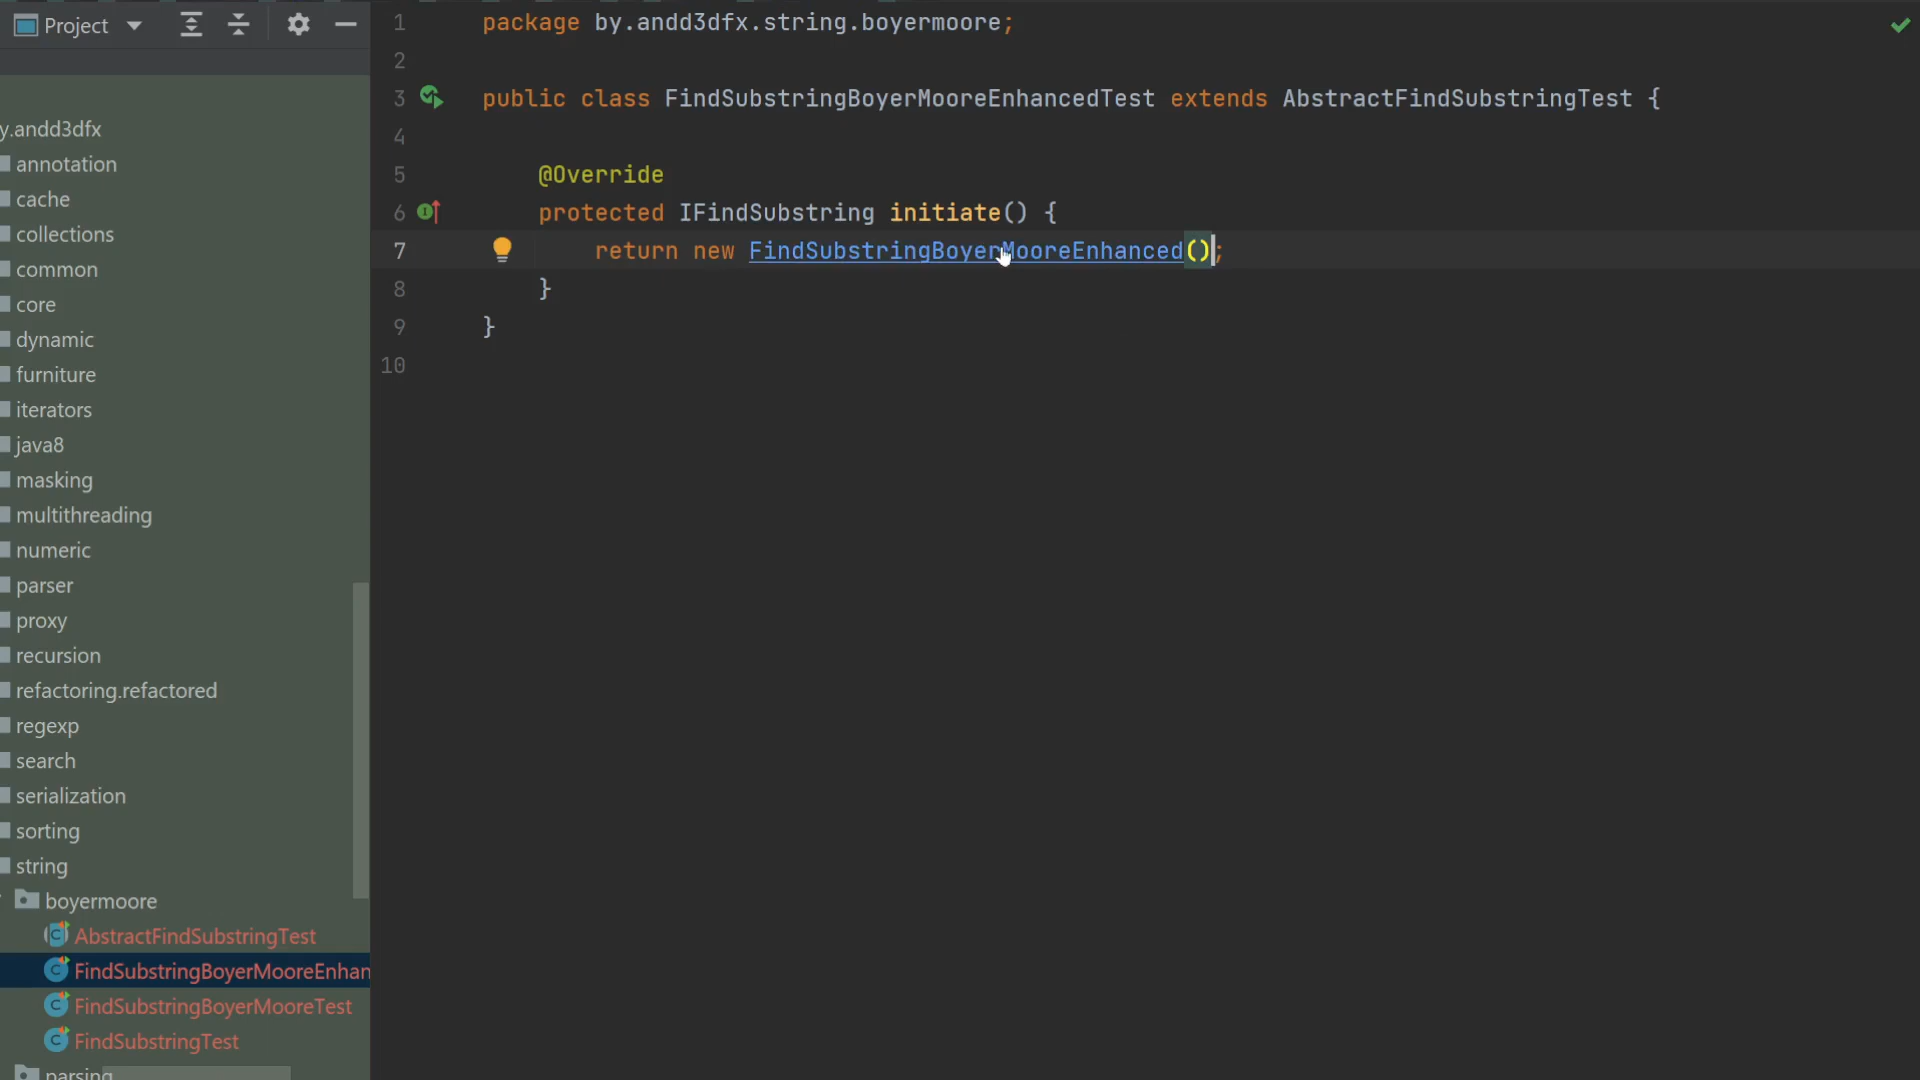 Project
y.andd3dfx
annotation
cache
collections
common
core
dynamic
furniture
iterators
java8
masking
multithreading
numeric
parser
proxy
recursion
refactoring.refactored
regexp
search
serialization
sorting
string
boyermoore
AbstractFindSubstringTest
FindSubstringBoyerMooreEnhan
FindSubstringBoyerMooreTest
FindSubstringTest
parsing
1 package by.andd3dfx.string.boyermoore;
2
3 public class FindSubstringBoyerMooreEnhancedTest extends AbstractFindSubstringTest {
4
5 @Override
6 protected IFindSubstring initiate() {
7 return new FindSubstringBoyerMooreEnhanced();
8 }
9 }
10